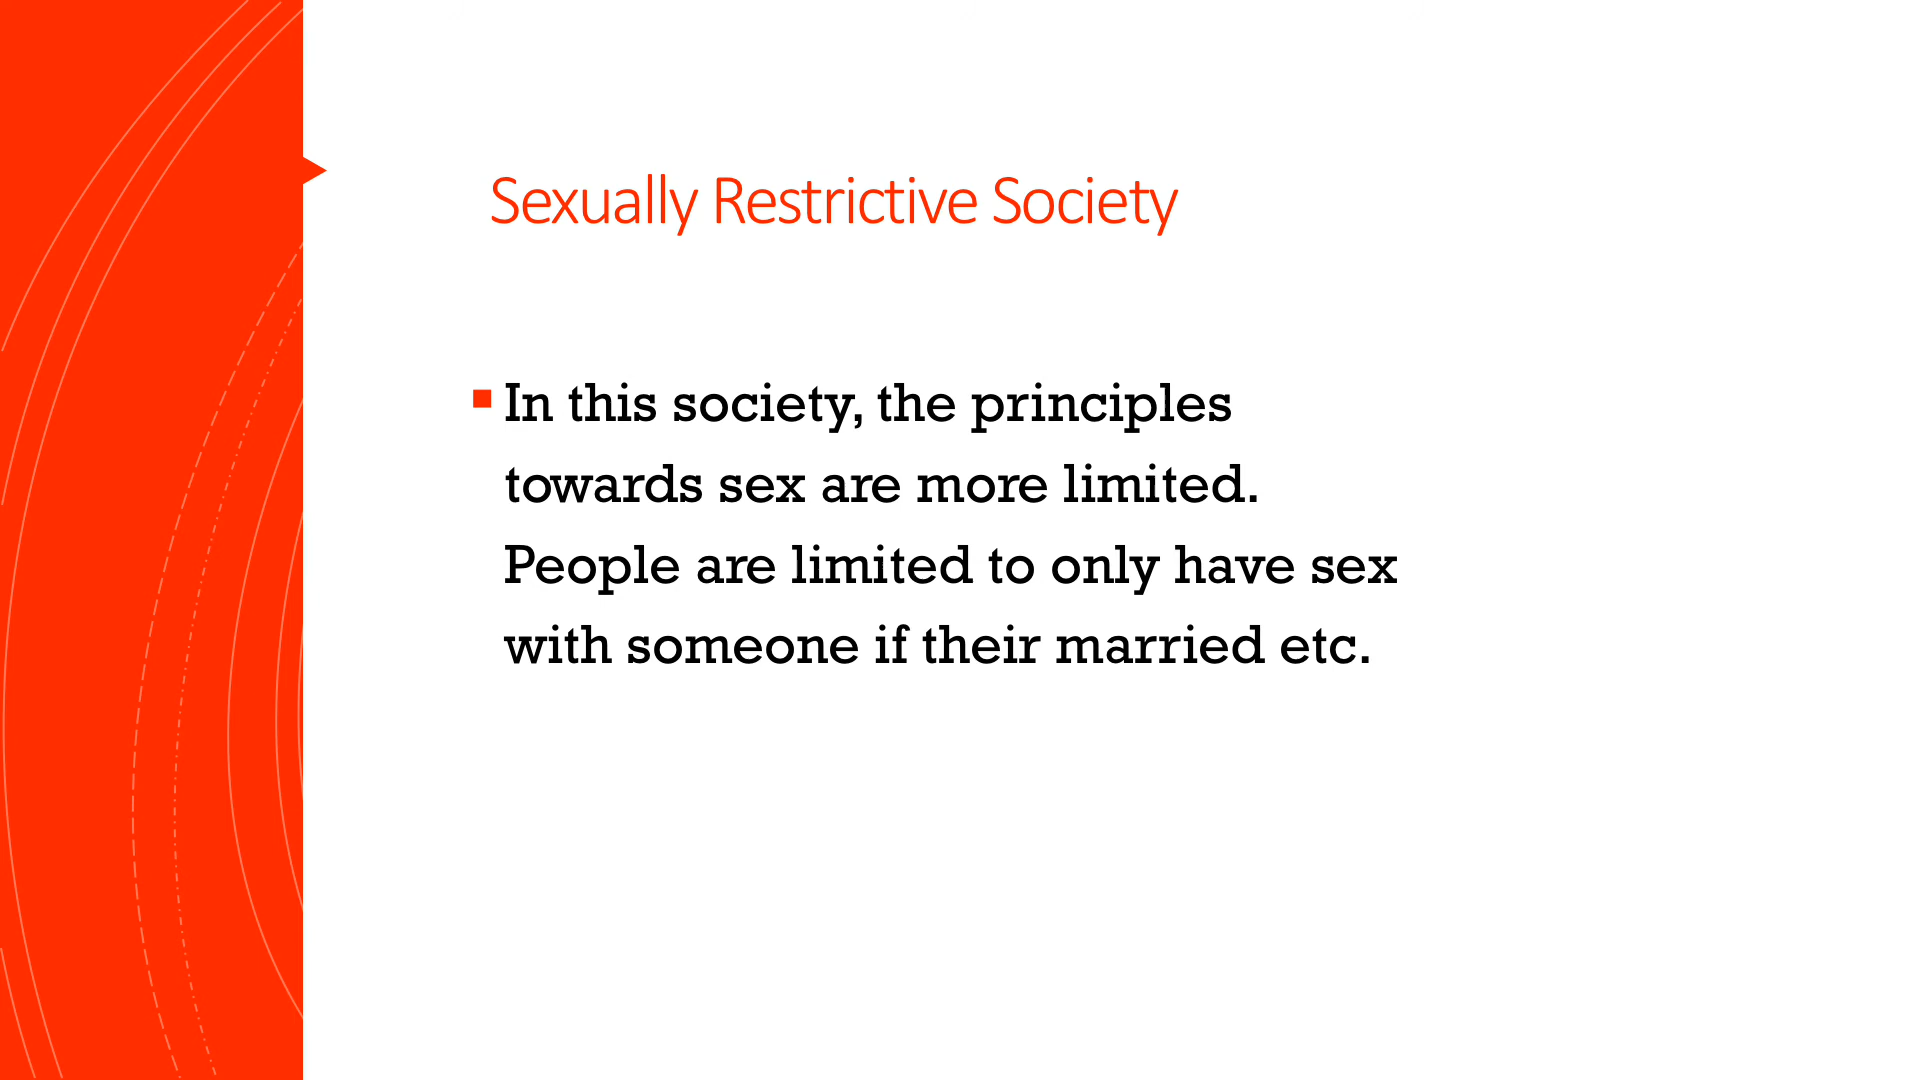 Sexually Restrictive Society
▪ In this society, the principles
towards sex are more limited.
People are limited to only have sex
with someone if their married etc.